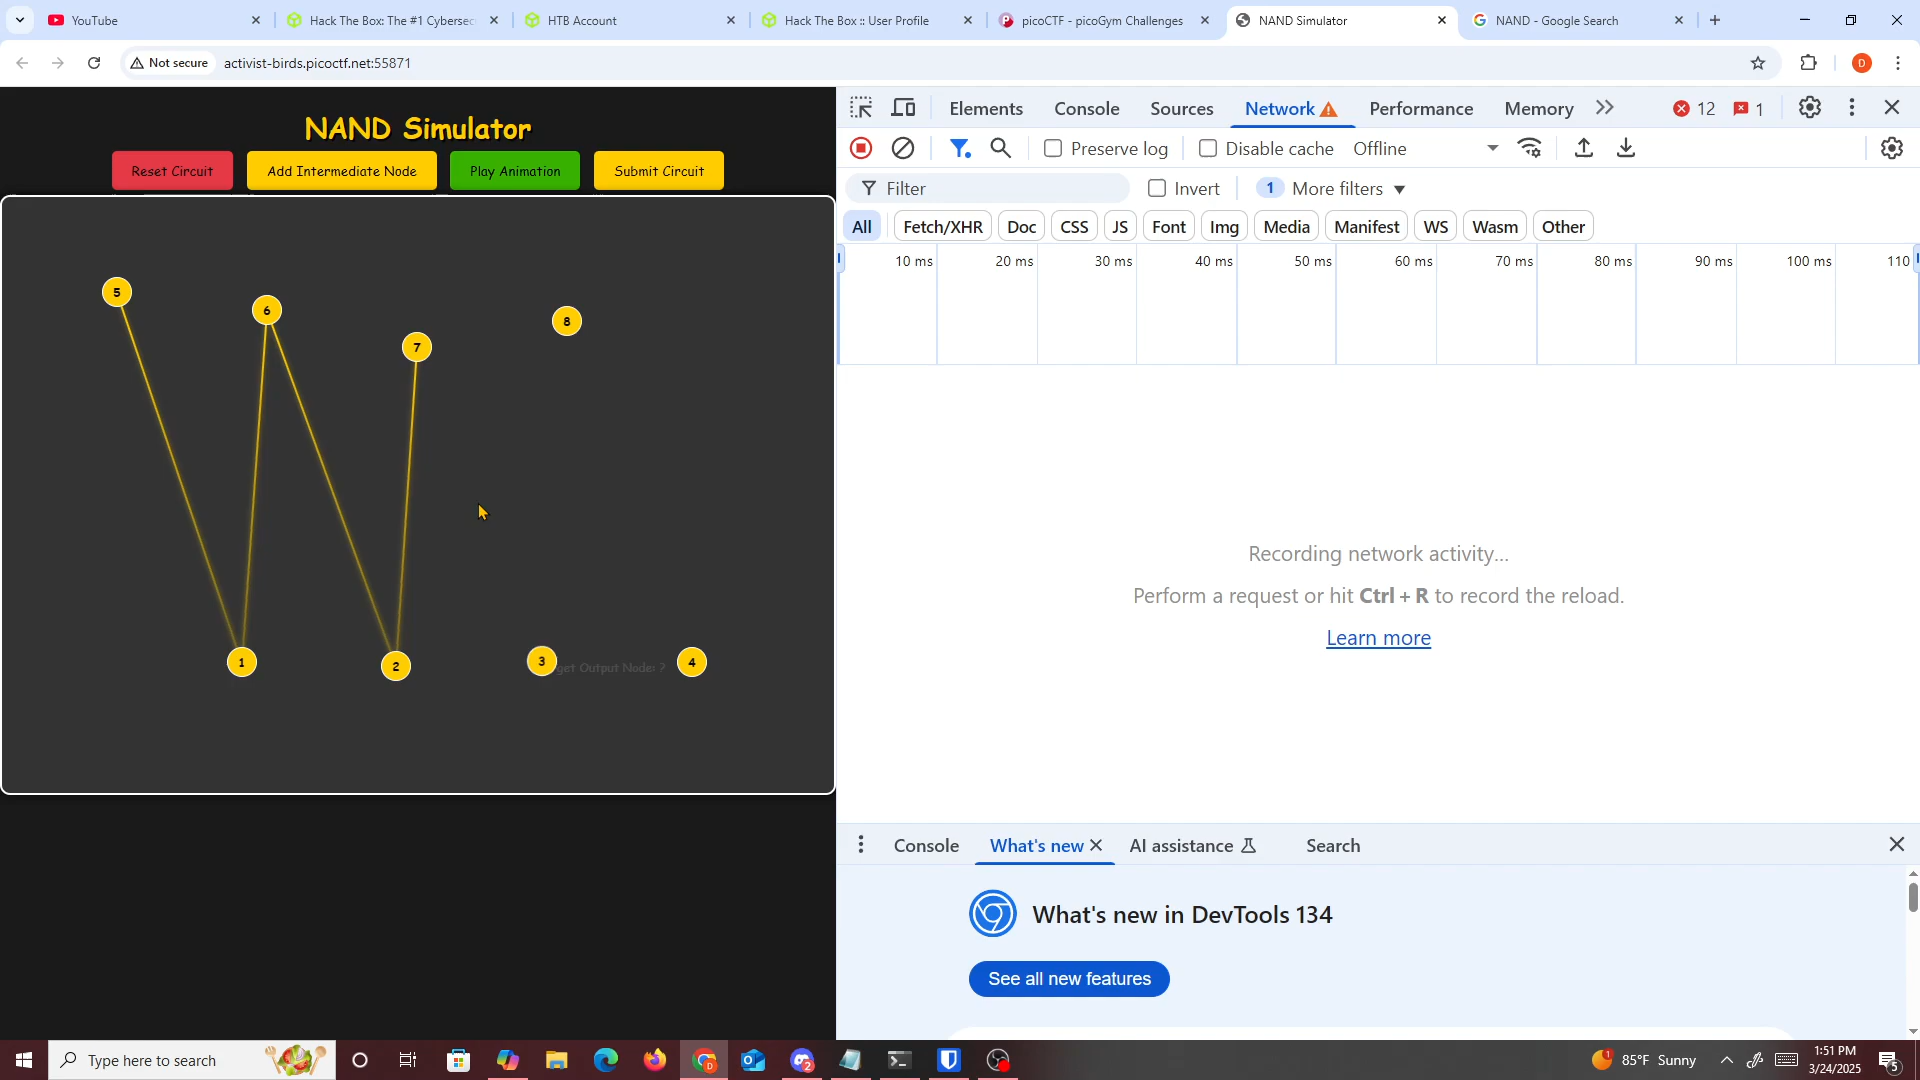 YouTube
Hack The Box: The #1 Cybersec
HTB Account
Hack The Box :: User Profile
picoCTF - picoGym Challenges
NAND Simulator
NAND - Google Search
Not secure
activist-birds.picoctf.net:55871
D
NAND Simulator
Reset Circuit
Add Intermediate Node
Play Animation
Submit Circuit
5
6
7
8
1
2
3
get Output Node: ?
4
Elements
Console
Sources
Network
Performance
Memory
12
1
Preserve log
Disable cache
Offline
Filter
Invert
1
More filters
All
Fetch/XHR
Doc
CSS
JS
Font
Img
Media
Manifest
WS
Wasm
Other
10 ms
20 ms
30 ms
40 ms
50 ms
60 ms
70 ms
80 ms
90 ms
100 ms
110
Recording network activity...
Perform a request or hit Ctrl + R to record the reload.
Learn more
Console
What's new
AI assistance
Search
What's new in DevTools 134
See all new features
Type here to search
2
1
85°F Sunny
1:51 PM
3/24/2025
5